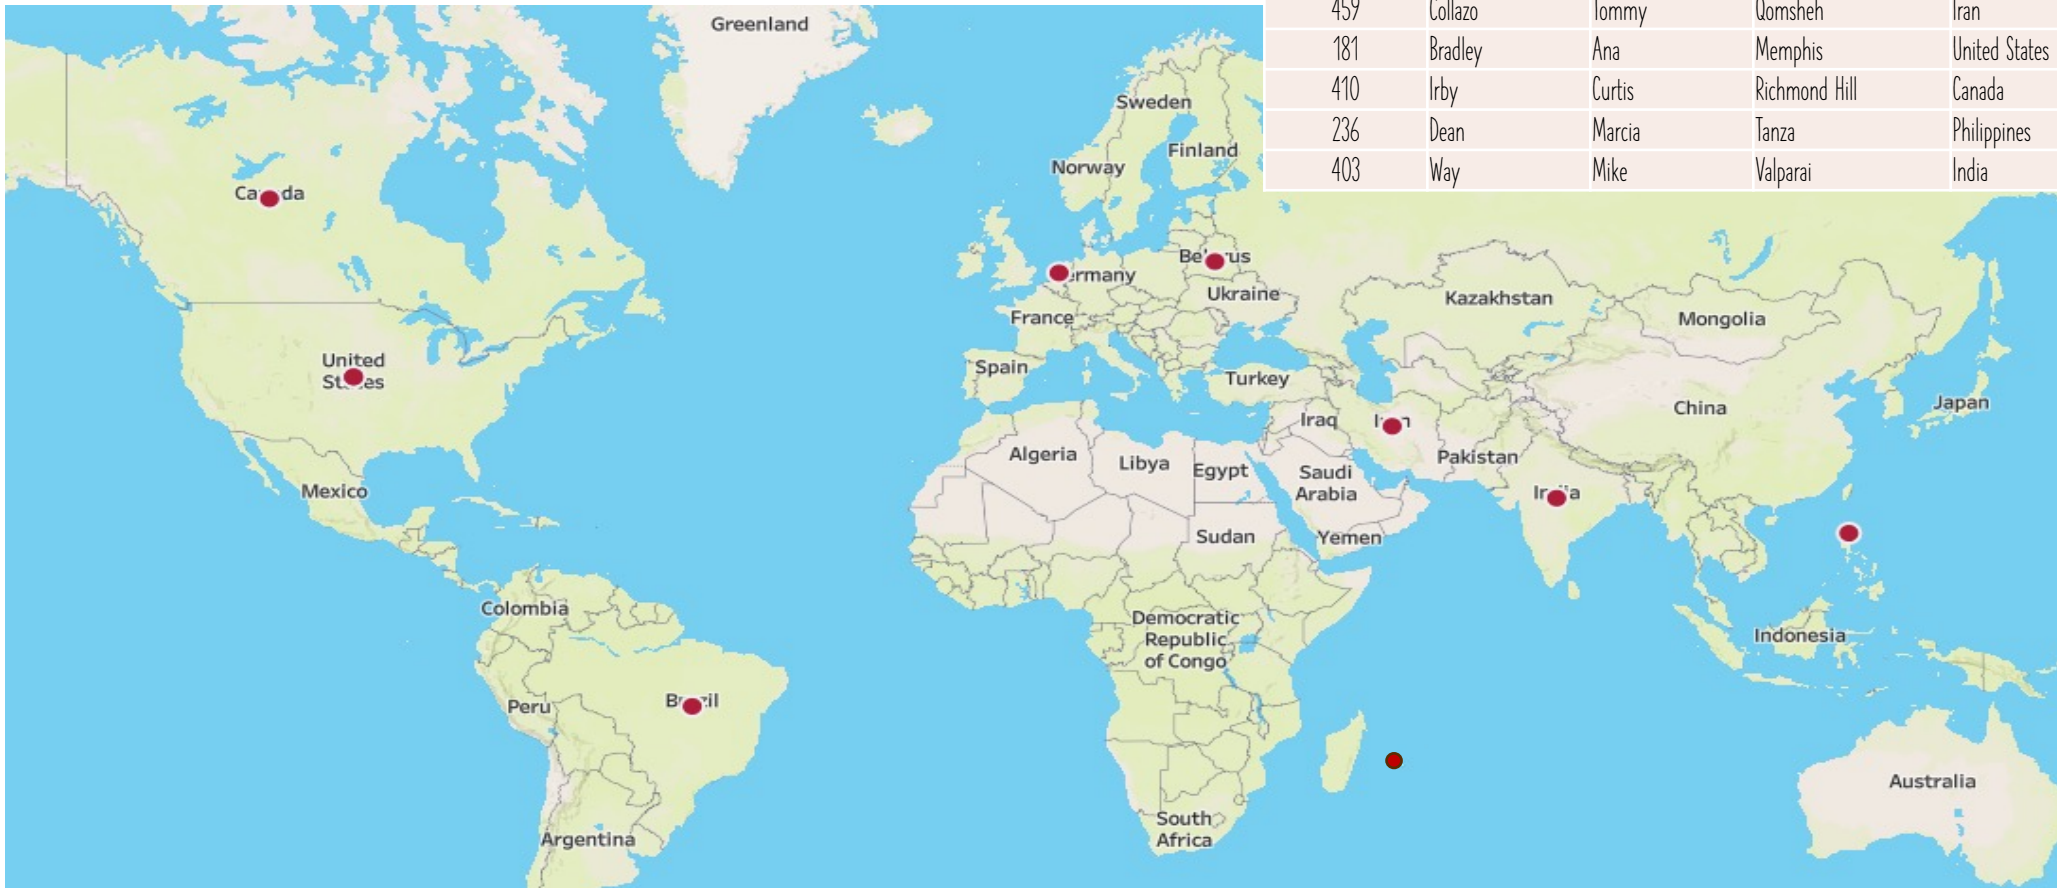 Greenland
459 Collazo Tommy Qomsheh Iran
181 Bradley Ana Memphis United States
410 Irby Curtis Richmond Hill Canada
236 Dean Marcia Tanza Philippines
403 Way Mike Valparai India
Sweden
Finland
Norway
Germany
Ukraine
Kazakhstan
Mongolia
France
United
Spain
Turkey
China
Japan
Iraq
Algeria
Libya
Egypt
Pakistan
Saudi
Arabia
Mexico
Sudan
Yemen
Colombia
Democratic
Republic
of Congo
Indonesia
Peru
Australia
South
Africa
Argentina